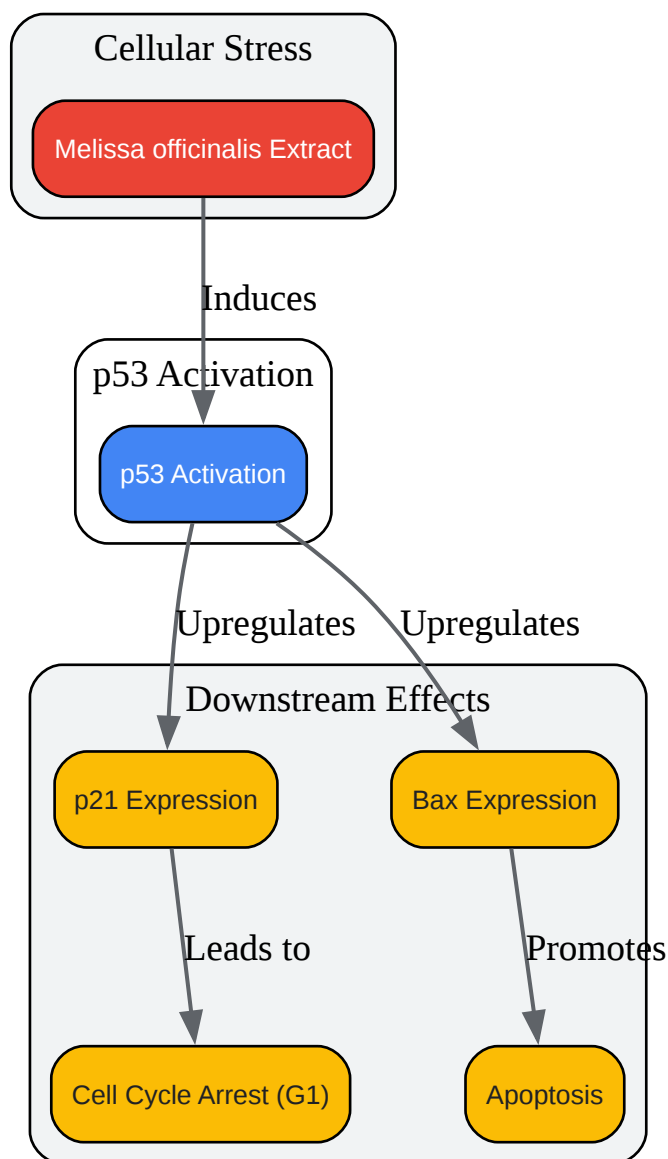 Cellular Stress
Melissa officinalis Extract
Induces
p53 Activation
p53 Activation
Upregulates
Upregulates
Downstream Effects
p21 Expression
Bax Expression
Leads to
Promotes
Cell Cycle Arrest (G1)
Apoptosis